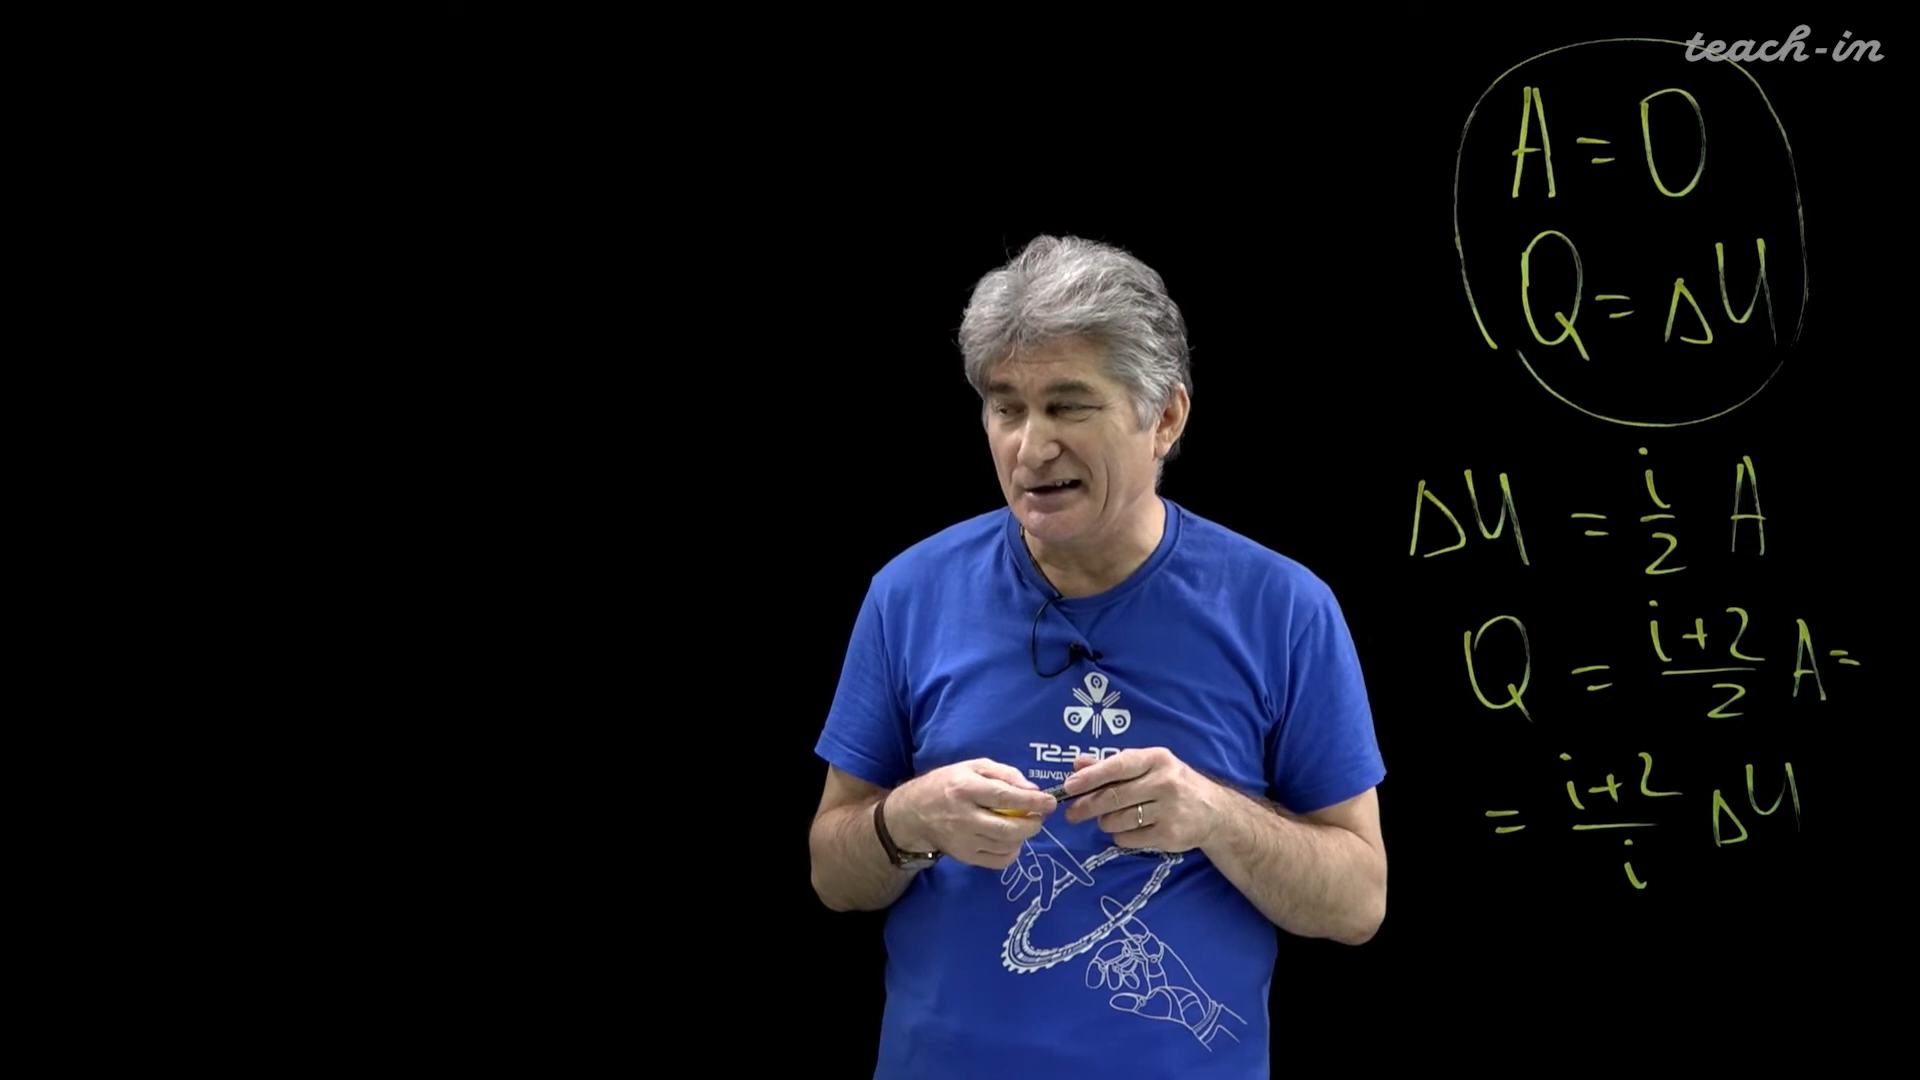 teach-in
A = 0
Q = ΔU
ΔU = i/2 A
Q = i+2/2 A =
= i+2/i ΔU